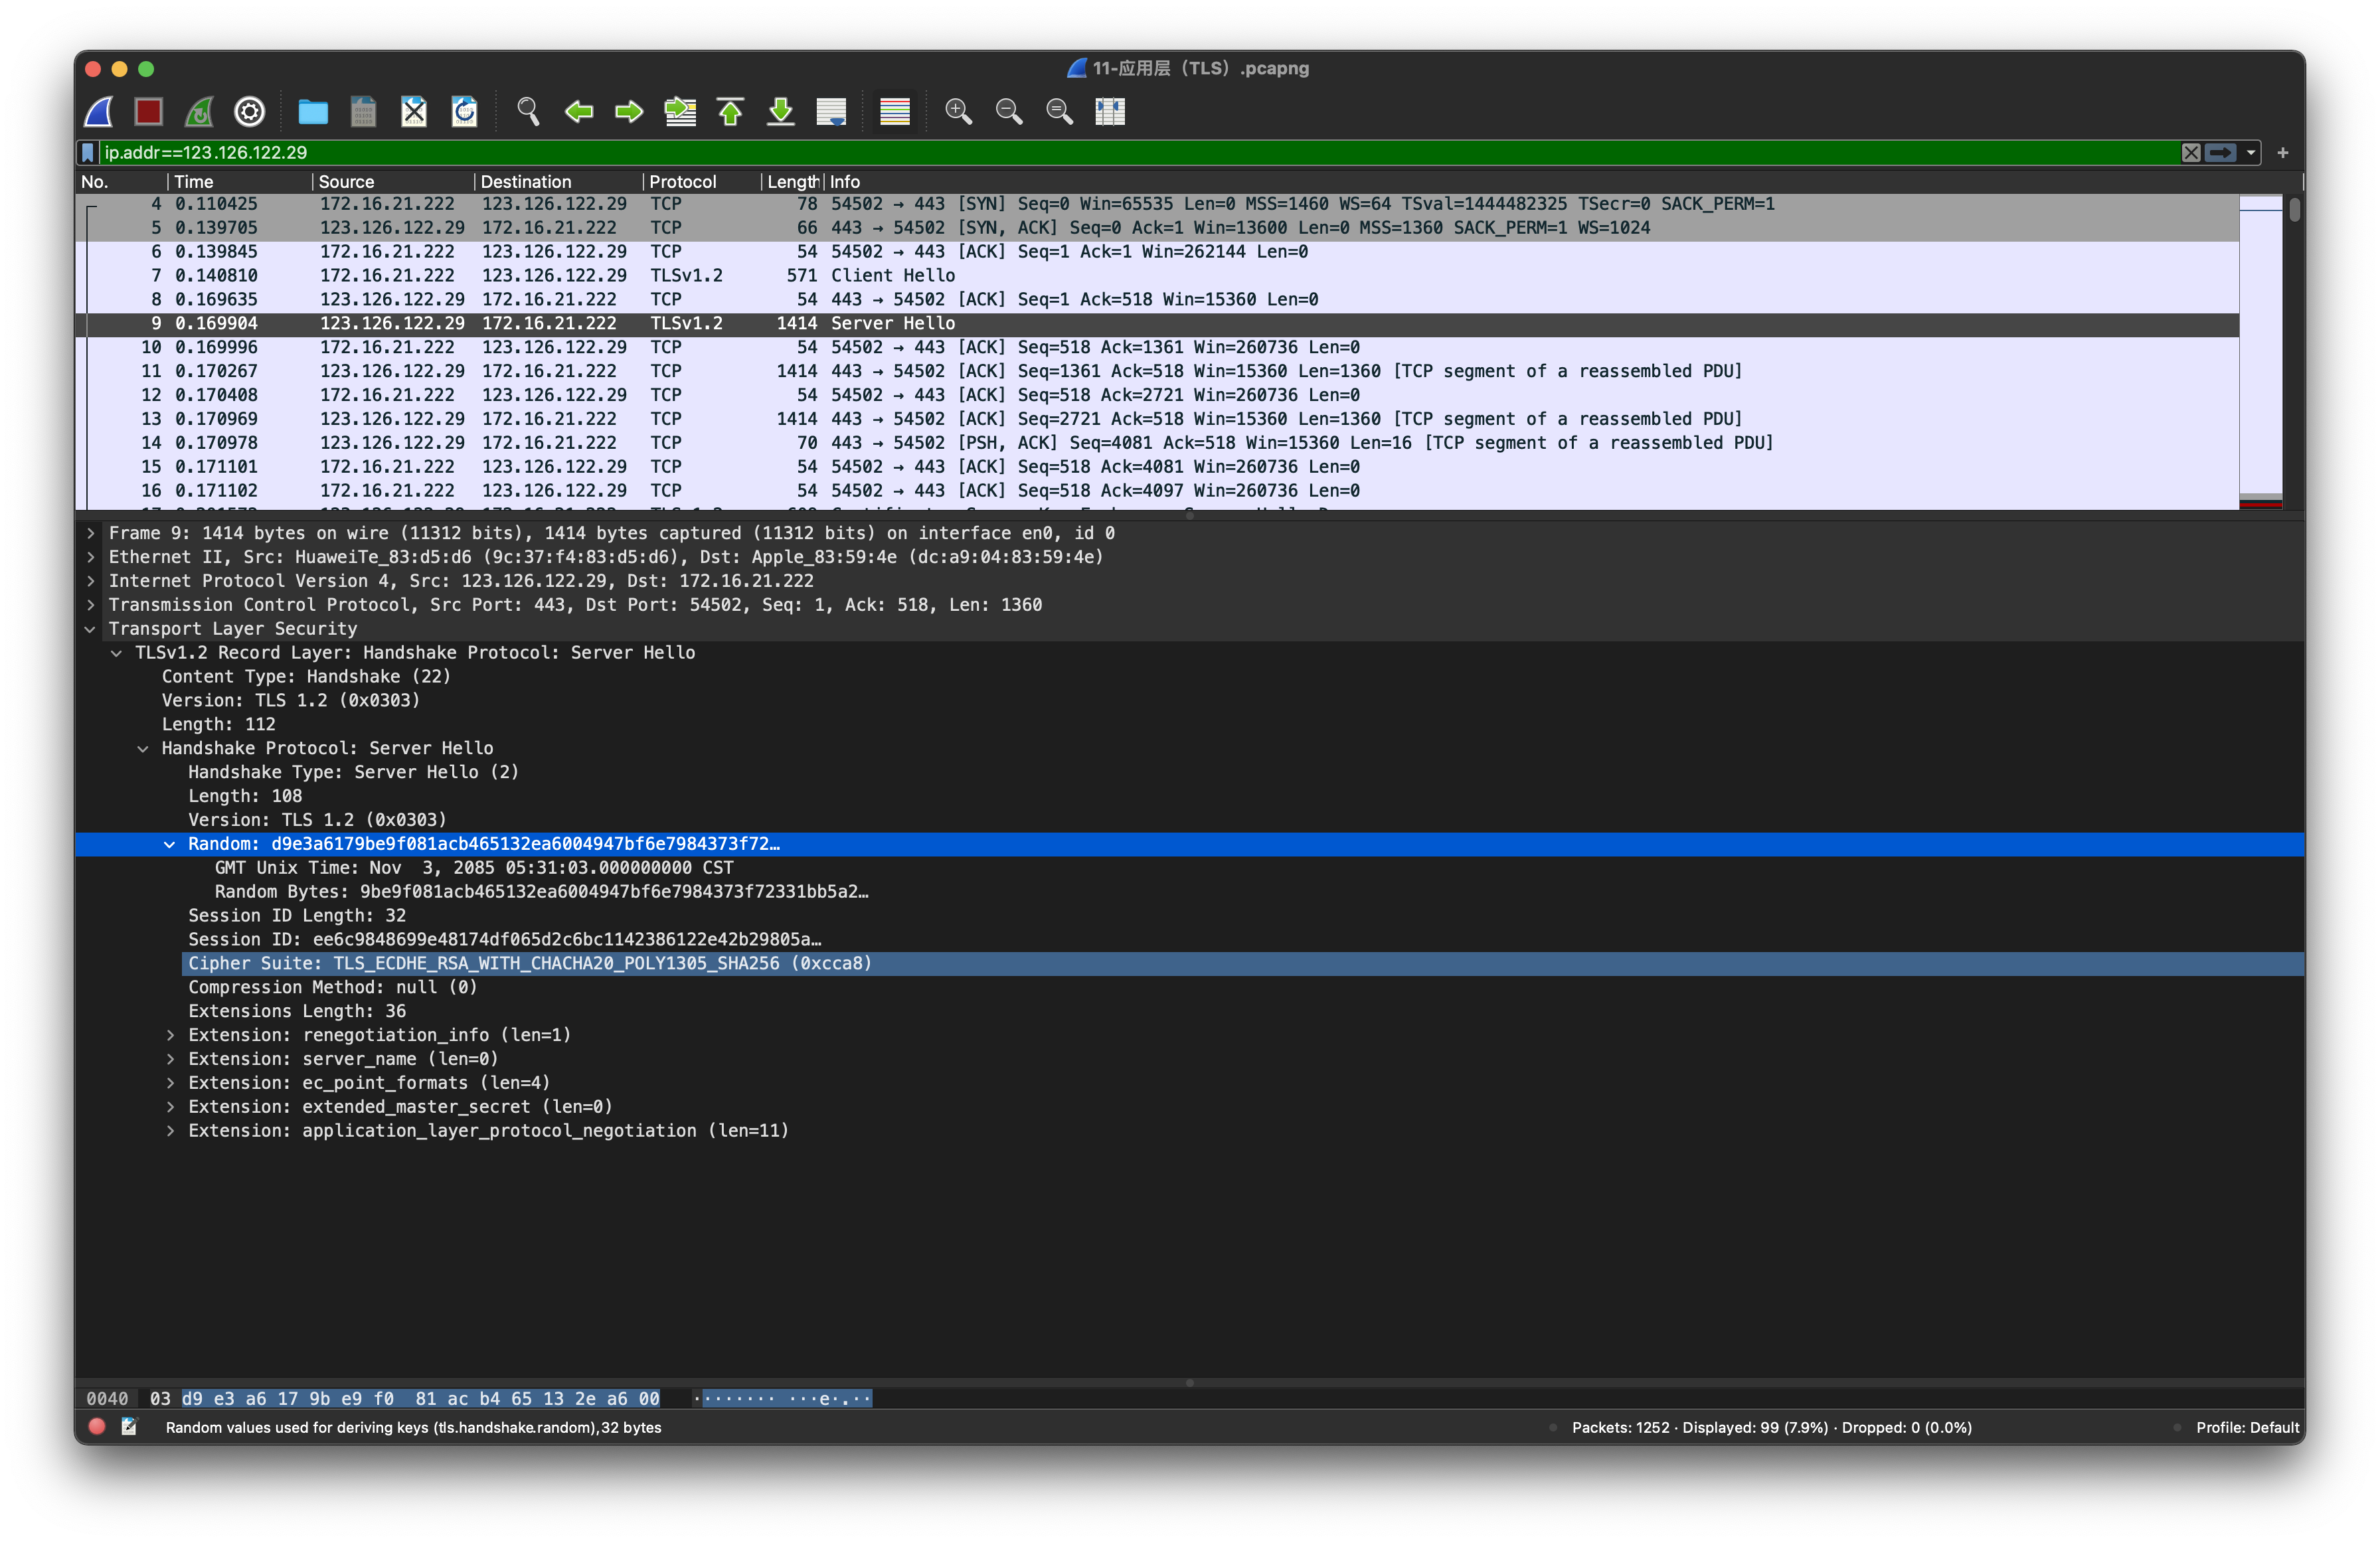 11-应用层（TLS）.pcapng
ip.addr==123.126.122.29
No. Time Source Destination Protocol Length Info
4 0.110425 172.16.21.222 123.126.122.29 TCP 78 54502 → 443 [SYN] Seq=0 Win=65535 Len=0 MSS=1460 WS=64 TSval=1444482325 TSecr=0 SACK_PERM=1
5 0.139705 123.126.122.29 172.16.21.222 TCP 66 443 → 54502 [SYN, ACK] Seq=0 Ack=1 Win=13600 Len=0 MSS=1360 SACK_PERM=1 WS=1024
6 0.139845 172.16.21.222 123.126.122.29 TCP 54 54502 → 443 [ACK] Seq=1 Ack=1 Win=262144 Len=0
7 0.140810 172.16.21.222 123.126.122.29 TLSv1.2 571 Client Hello
8 0.169635 123.126.122.29 172.16.21.222 TCP 54 443 → 54502 [ACK] Seq=1 Ack=518 Win=15360 Len=0
9 0.169904 123.126.122.29 172.16.21.222 TLSv1.2 1414 Server Hello
10 0.169996 172.16.21.222 123.126.122.29 TCP 54 54502 → 443 [ACK] Seq=518 Ack=1361 Win=260736 Len=0
11 0.170267 123.126.122.29 172.16.21.222 TCP 1414 443 → 54502 [ACK] Seq=1361 Ack=518 Win=15360 Len=1360 [TCP segment of a reassembled PDU]
12 0.170408 172.16.21.222 123.126.122.29 TCP 54 54502 → 443 [ACK] Seq=518 Ack=2721 Win=260736 Len=0
13 0.170969 123.126.122.29 172.16.21.222 TCP 1414 443 → 54502 [ACK] Seq=2721 Ack=518 Win=15360 Len=1360 [TCP segment of a reassembled PDU]
14 0.170978 123.126.122.29 172.16.21.222 TCP 70 443 → 54502 [PSH, ACK] Seq=4081 Ack=518 Win=15360 Len=16 [TCP segment of a reassembled PDU]
15 0.171101 172.16.21.222 123.126.122.29 TCP 54 54502 → 443 [ACK] Seq=518 Ack=4081 Win=260736 Len=0
16 0.171102 172.16.21.222 123.126.122.29 TCP 54 54502 → 443 [ACK] Seq=518 Ack=4097 Win=260736 Len=0
Frame 9: 1414 bytes on wire (11312 bits), 1414 bytes captured (11312 bits) on interface en0, id 0
Ethernet II, Src: HuaweiTe_83:d5:d6 (9c:37:f4:83:d5:d6), Dst: Apple_83:59:4e (dc:a9:04:83:59:4e)
Internet Protocol Version 4, Src: 123.126.122.29, Dst: 172.16.21.222
Transmission Control Protocol, Src Port: 443, Dst Port: 54502, Seq: 1, Ack: 518, Len: 1360
Transport Layer Security
TLSv1.2 Record Layer: Handshake Protocol: Server Hello
Content Type: Handshake (22)
Version: TLS 1.2 (0x0303)
Length: 112
Handshake Protocol: Server Hello
Handshake Type: Server Hello (2)
Length: 108
Version: TLS 1.2 (0x0303)
Random: d9e3a6179be9f081acb465132ea6004947bf6e7984373f72…
GMT Unix Time: Nov  3, 2085 05:31:03.000000000 CST
Random Bytes: 9be9f081acb465132ea6004947bf6e7984373f72331bb5a2…
Session ID Length: 32
Session ID: ee6c9848699e48174df065d2c6bc1142386122e42b29805a…
Cipher Suite: TLS_ECDHE_RSA_WITH_CHACHA20_POLY1305_SHA256 (0xcca8)
Compression Method: null (0)
Extensions Length: 36
Extension: renegotiation_info (len=1)
Extension: server_name (len=0)
Extension: ec_point_formats (len=4)
Extension: extended_master_secret (len=0)
Extension: application_layer_protocol_negotiation (len=11)
0040 03 d9 e3 a6 17 9b e9 f0 81 ac b4 65 13 2e a6 00 ········ ···e·.··
Random values used for deriving keys (tls.handshake.random), 32 bytes
Packets: 1252 · Displayed: 99 (7.9%) · Dropped: 0 (0.0%)
Profile: Default